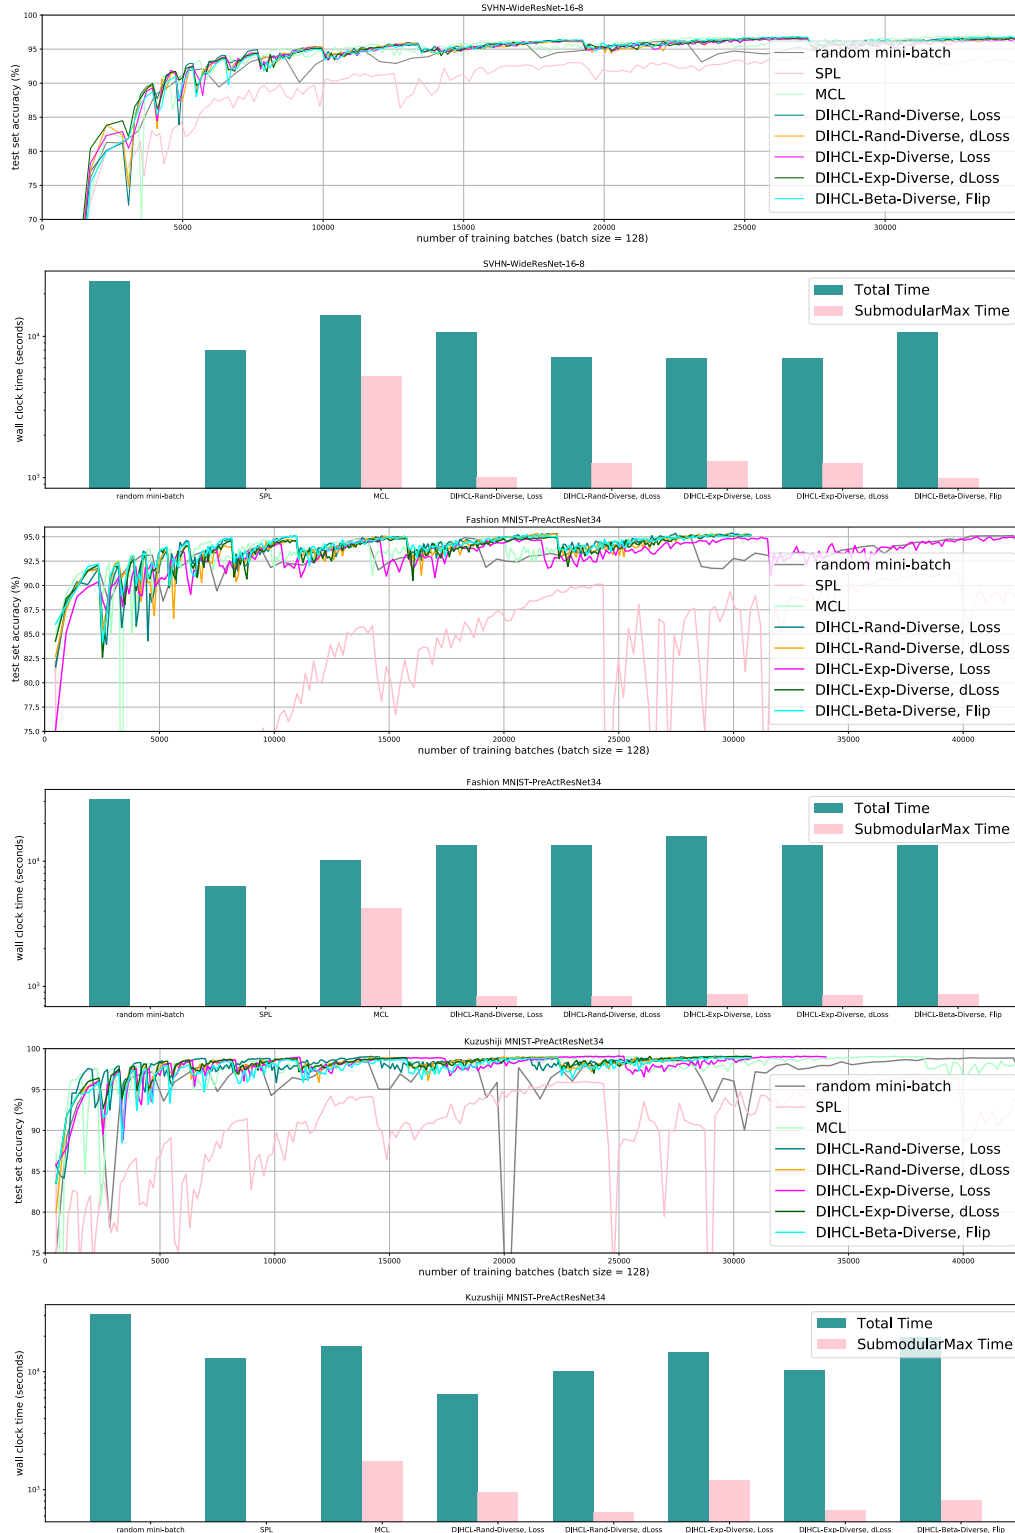 SVHN-WideResNet-16-8
100
95
90
85
80
75
70
test set accuracy (%)
random mini-batch
SPL
MCL
DIHCL-Rand-Diverse, Loss
DIHCL-Rand-Diverse, dLoss
DIHCL-Exp-Diverse, Loss
DIHCL-Exp-Diverse, dLoss
DIHCL-Beta-Diverse, Flip
0 5000 10000 15000 20000 25000 30000
number of training batches (batch size = 128)
SVHN-WideResNet-16-8
Total Time
SubmodularMax Time
10^4
10^3
wall clock time (seconds)
random mini-batch SPL MCL DIHCL-Rand-Diverse, Loss DIHCL-Rand-Diverse, dLoss DIHCL-Exp-Diverse, Loss DIHCL-Exp-Diverse, dLoss DIHCL-Beta-Diverse, Flip
Fashion MNIST-PreActResNet34
95.0
92.5
90.0
87.5
85.0
82.5
80.0
77.5
75.0
test set accuracy (%)
random mini-batch
SPL
MCL
DIHCL-Rand-Diverse, Loss
DIHCL-Rand-Diverse, dLoss
DIHCL-Exp-Diverse, Loss
DIHCL-Exp-Diverse, dLoss
DIHCL-Beta-Diverse, Flip
0 5000 10000 15000 20000 25000 30000 35000 40000
number of training batches (batch size = 128)
Fashion MNIST-PreActResNet34
Total Time
SubmodularMax Time
10^4
10^3
wall clock time (seconds)
random mini-batch SPL MCL DIHCL-Rand-Diverse, Loss DIHCL-Rand-Diverse, dLoss DIHCL-Exp-Diverse, Loss DIHCL-Exp-Diverse, dLoss DIHCL-Beta-Diverse, Flip
Kuzushiji MNIST-PreActResNet34
100
95
90
85
80
75
test set accuracy (%)
random mini-batch
SPL
MCL
DIHCL-Rand-Diverse, Loss
DIHCL-Rand-Diverse, dLoss
DIHCL-Exp-Diverse, Loss
DIHCL-Exp-Diverse, dLoss
DIHCL-Beta-Diverse, Flip
0 5000 10000 15000 20000 25000 30000 35000 40000
number of training batches (batch size = 128)
Kuzushiji MNIST-PreActResNet34
Total Time
SubmodularMax Time
10^4
10^3
wall clock time (seconds)
random mini-batch SPL MCL DIHCL-Rand-Diverse, Loss DIHCL-Rand-Diverse, dLoss DIHCL-Exp-Diverse, Loss DIHCL-Exp-Diverse, dLoss DIHCL-Beta-Diverse, Flip